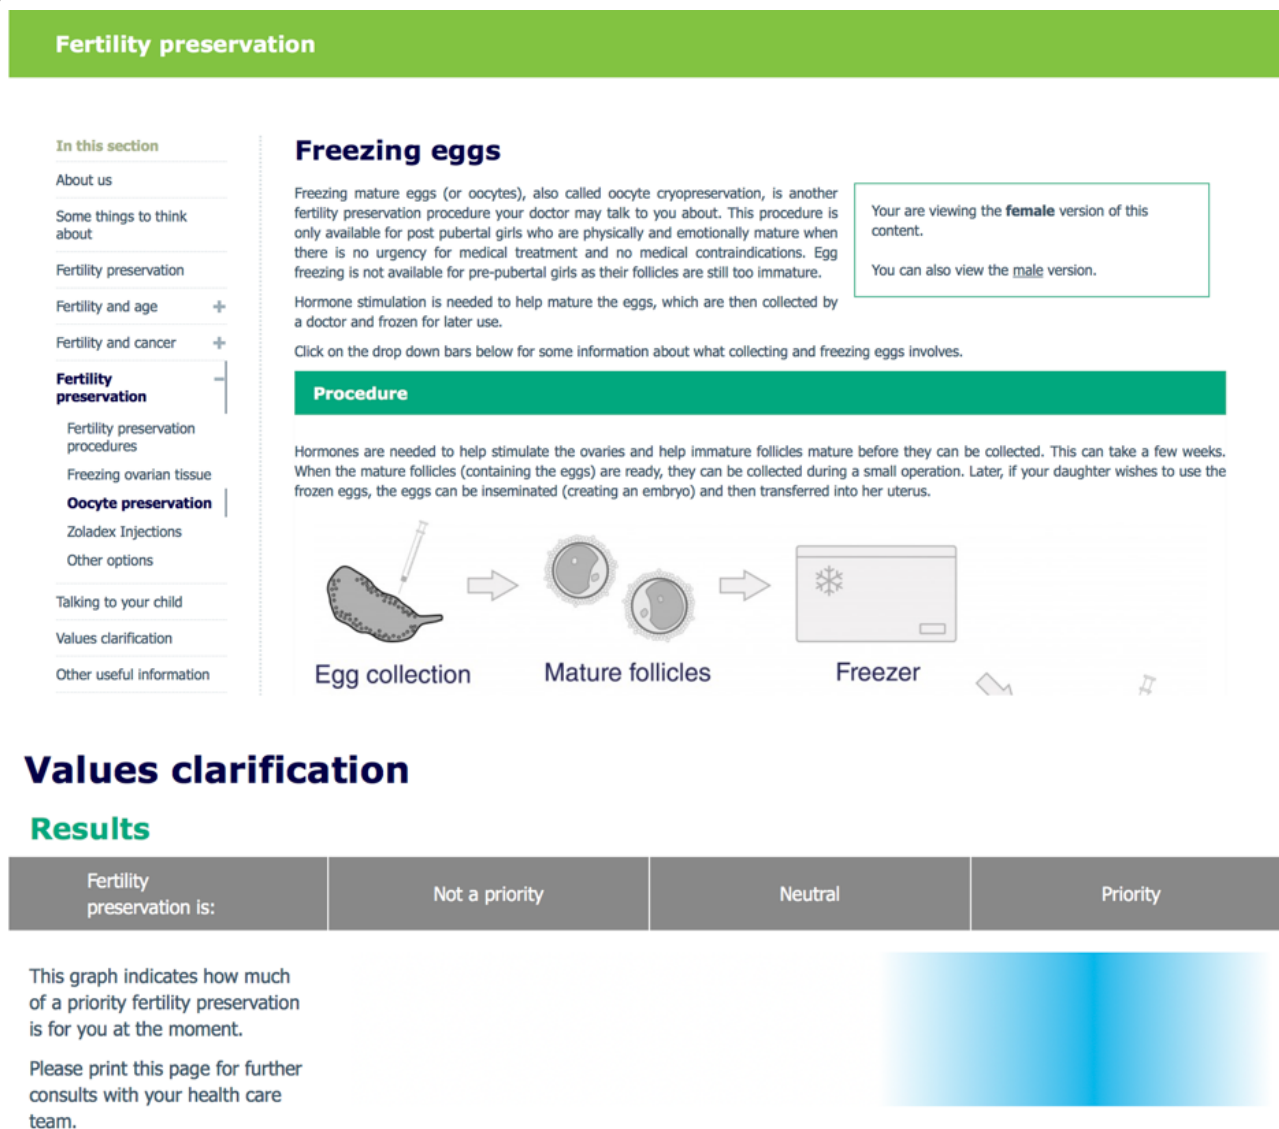 Fertility preservation
In this section
About us
Some things to think
about
Fertility preservation
Fertility and age +
Fertility and cancer +
Fertility –
preservation
Fertility preservation
procedures
Freezing ovarian tissue
Oocyte preservation
Zoladex Injections
Other options
Talking to your child
Values clarification
Other useful information
Freezing eggs
Freezing mature eggs (or oocytes), also called oocyte cryopreservation, is another
fertility preservation procedure your doctor may talk to you about. This procedure is
only available for post pubertal girls who are physically and emotionally mature when
there is no urgency for medical treatment and no medical contraindications. Egg
freezing is not available for pre-pubertal girls as their follicles are still too immature.
Hormone stimulation is needed to help mature the eggs, which are then collected by
a doctor and frozen for later use.
Your are viewing the female version of this
content.
You can also view the male version.
Click on the drop down bars below for some information about what collecting and freezing eggs involves.
Procedure
Hormones are needed to help stimulate the ovaries and help immature follicles mature before they can be collected. This can take a few weeks.
When the mature follicles (containing the eggs) are ready, they can be collected during a small operation. Later, if your daughter wishes to use the
frozen eggs, the eggs can be inseminated (creating an embryo) and then transferred into her uterus.
Egg collection
Mature follicles
Freezer
Values clarification
Results
Fertility
preservation is:
Not a priority
Neutral
Priority
This graph indicates how much
of a priority fertility preservation
is for you at the moment.
Please print this page for further
consults with your health care
team.